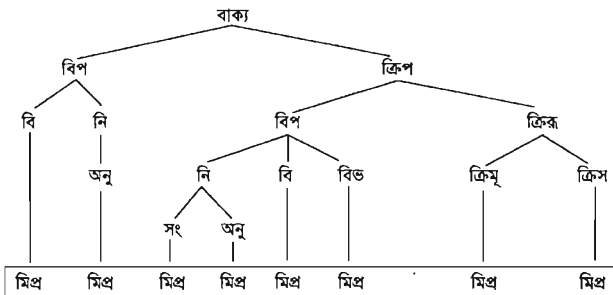 বাক্য
বিপ ক্রিপ
বি নি বিপ ক্রিরূ
অনু নি বি বিভ ক্রিমূ ক্রিস
সং অনু
মিপ্র মিপ্র মিপ্র মিপ্র মিপ্র মিপ্র মিপ্র মিপ্র